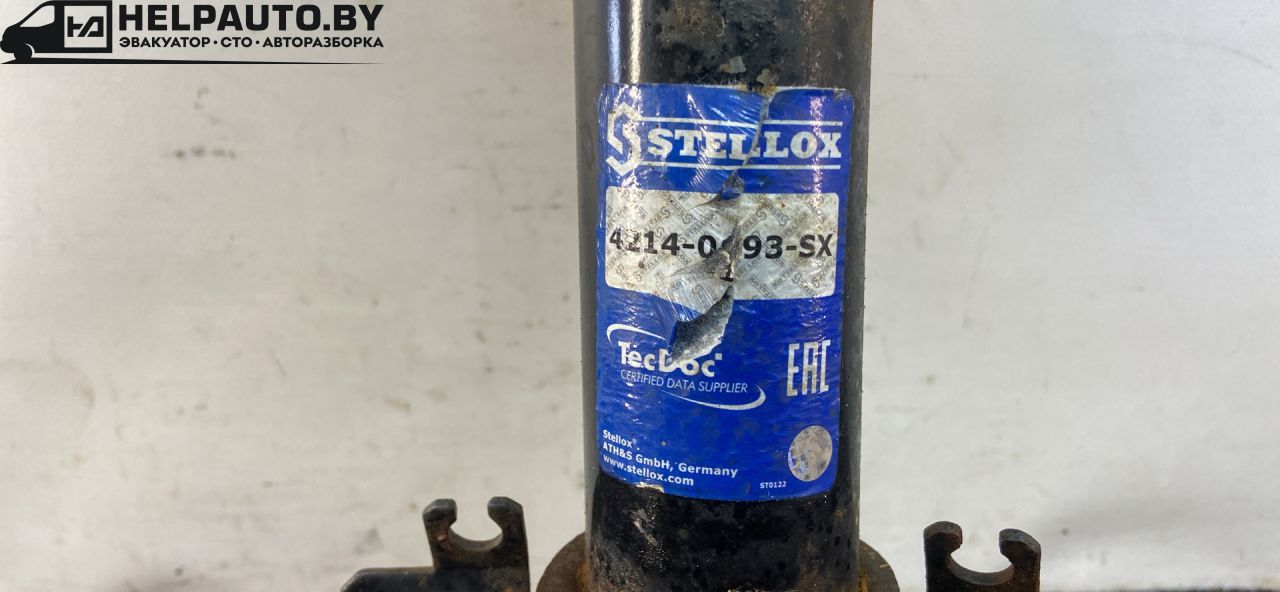 HELPAUTO.BY
ЭВАКУАТОР · СТО · АВТОРАЗБОРКА
STELLOX
TecDoc
CERTIFIED DATA SUPPLIER
EAC
Stellox®
ATH&S GmbH, Germany
www.stellox.com
ST0122